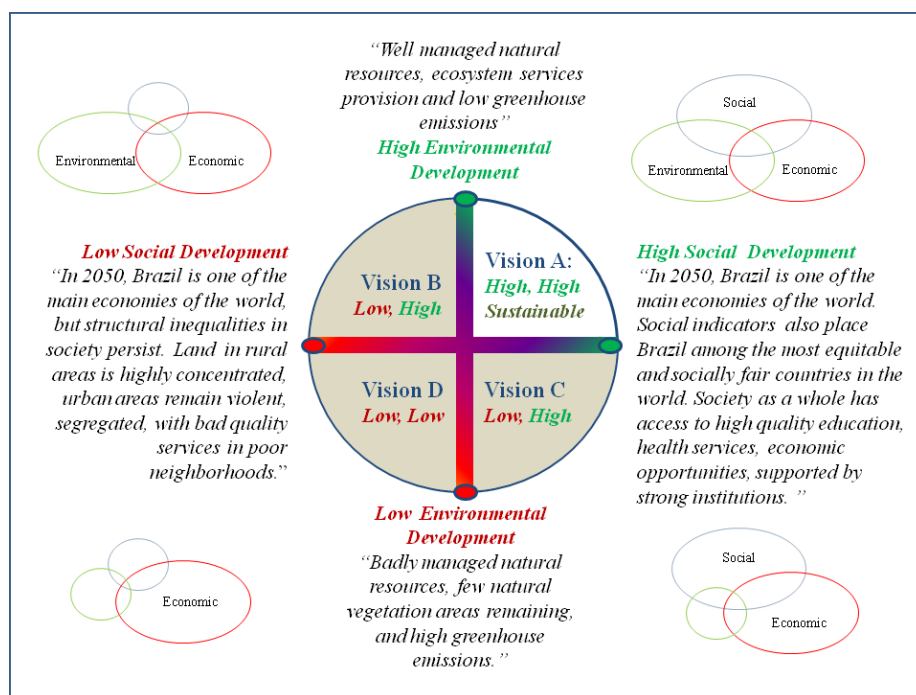 “Well managed natural
resources, ecosystem services
provision and low greenhouse
emissions”
High Environmental
Development
Environmental
Economic
Social
Environmental
Economic
Low Social Development
“In 2050, Brazil is one of the
main economies of the world,
but structural inequalities in
society persist. Land in rural
areas is highly concentrated,
urban areas remain violent,
segregated, with bad quality
services in poor
neighborhoods.”
Vision B
Low, High
Vision A:
High, High
Sustainable
Vision D
Low, Low
Vision C
Low, High
High Social Development
“In 2050, Brazil is one of the
main economies of the world.
Social indicators also place
Brazil among the most equitable
and socially fair countries in the
world. Society as a whole has
access to high quality education,
health services, economic
opportunities, supported by
strong institutions. ”
Low Environmental
Development
“Badly managed natural
resources, few natural
vegetation areas remaining,
and high greenhouse
emissions.”
Economic
Social
Economic